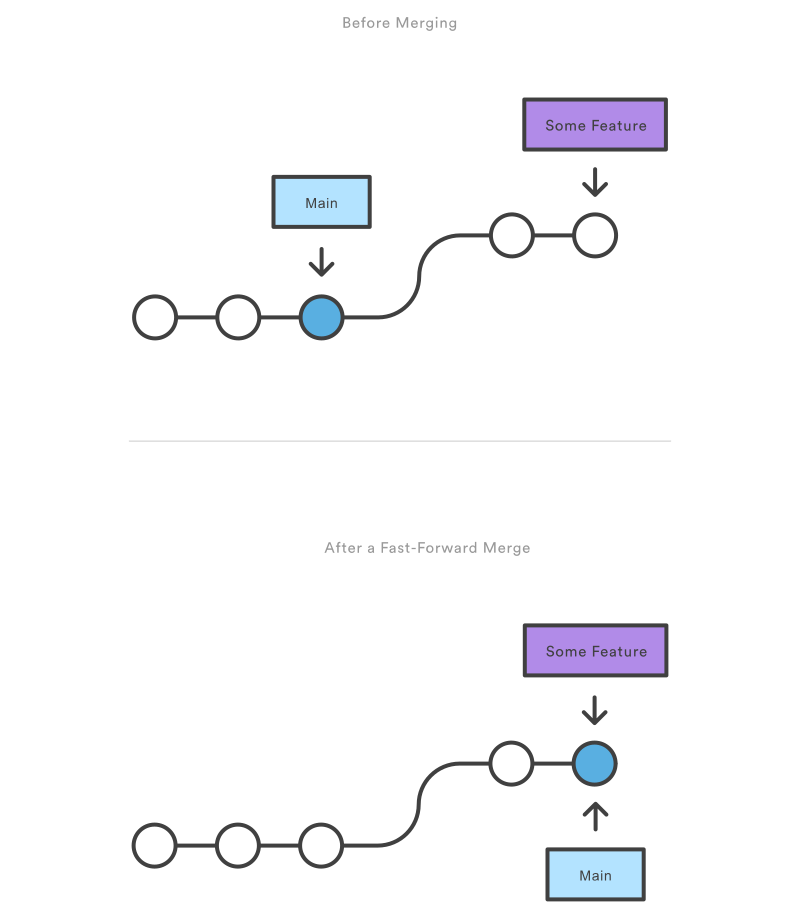 Before Merging
Some Feature
Main
After a Fast-Forward Merge
Some Feature
Main